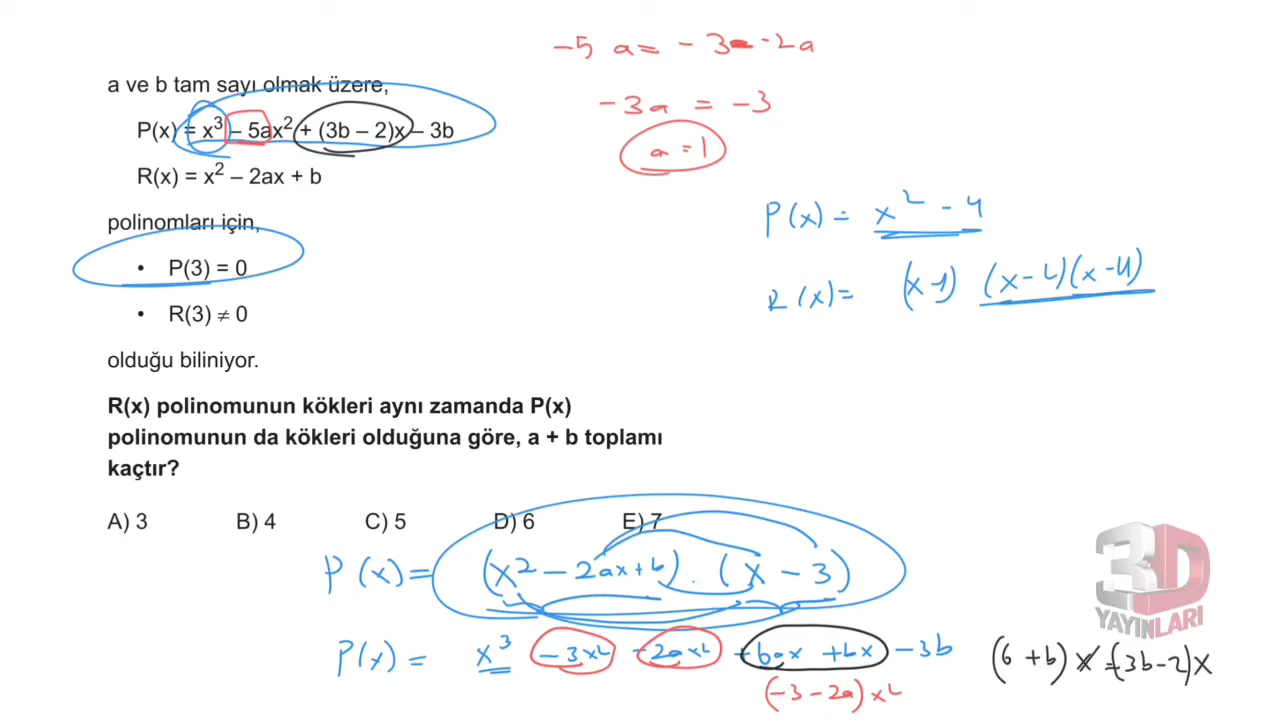 -5 a = -3 -2a
a ve b tam sayı olmak üzere,
P(x) = x³ – 5ax² + (3b – 2)x – 3b
-3a = -3
a = 1
R(x) = x² – 2ax + b
P(x) = x² - 4
polinomları için,
• P(3) = 0
R(x) = (x-1) (x-4)(x-4)
• R(3) ≠ 0
olduğu biliniyor.
R(x) polinomunun kökleri aynı zamanda P(x)
polinomunun da kökleri olduğuna göre, a + b toplamı
kaçtır?
A) 3 B) 4 C) 5 D) 6 E) 7
P(x) = (x² - 2ax + b) . (x - 3)
3D
YAYINLARI
P(x) = x³ -3x² -2ax² +6ax +bx -3b (6 + b)x = (3b-2)x
(-3 -2a)x²